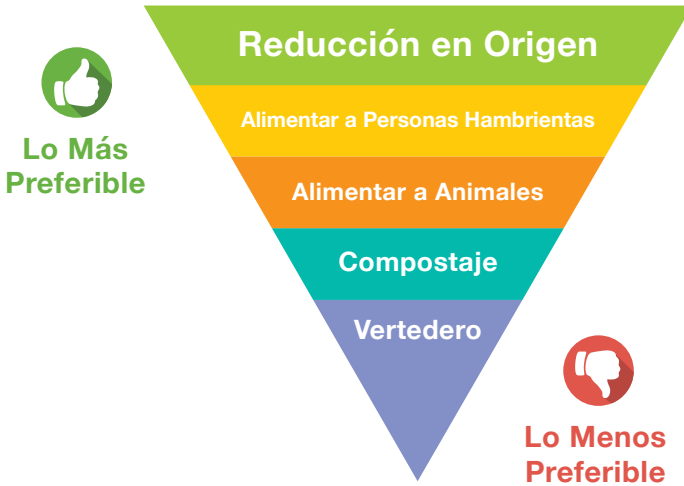 Reducción en Origen
Alimentar a Personas Hambrientas
Lo Más
Preferible
Alimentar a Animales
Compostaje
Vertedero
Lo Menos
Preferible